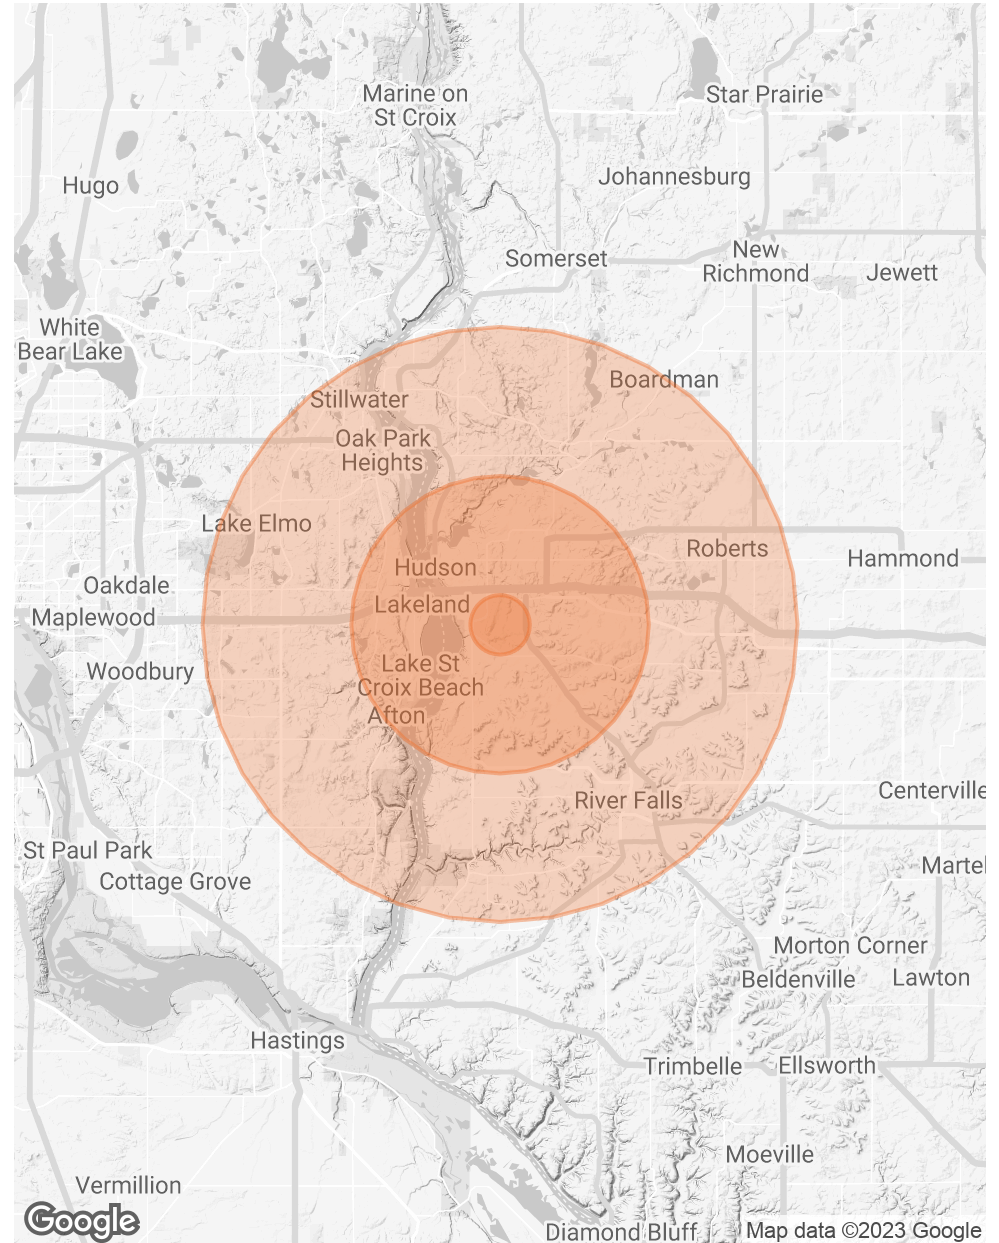 Marine on
St Croix
Star Prairie
Johannesburg
Hugo
Somerset
New
Richmond
Jewett
White
Bear Lake
Boardman
Stillwater
Oak Park
Heights
Lake Elmo
Roberts
Hammond
Hudson
Oakdale
Lakeland
Maplewood
Lake St
Croix Beach
Woodbury
Afton
Centerville
River Falls
St Paul Park
Martel
Cottage Grove
Morton Corner
Beldenville
Lawton
Hastings
Trimbelle
Ellsworth
Moeville
Vermillion
Google
Diamond Bluff
Map data ©2023 Google